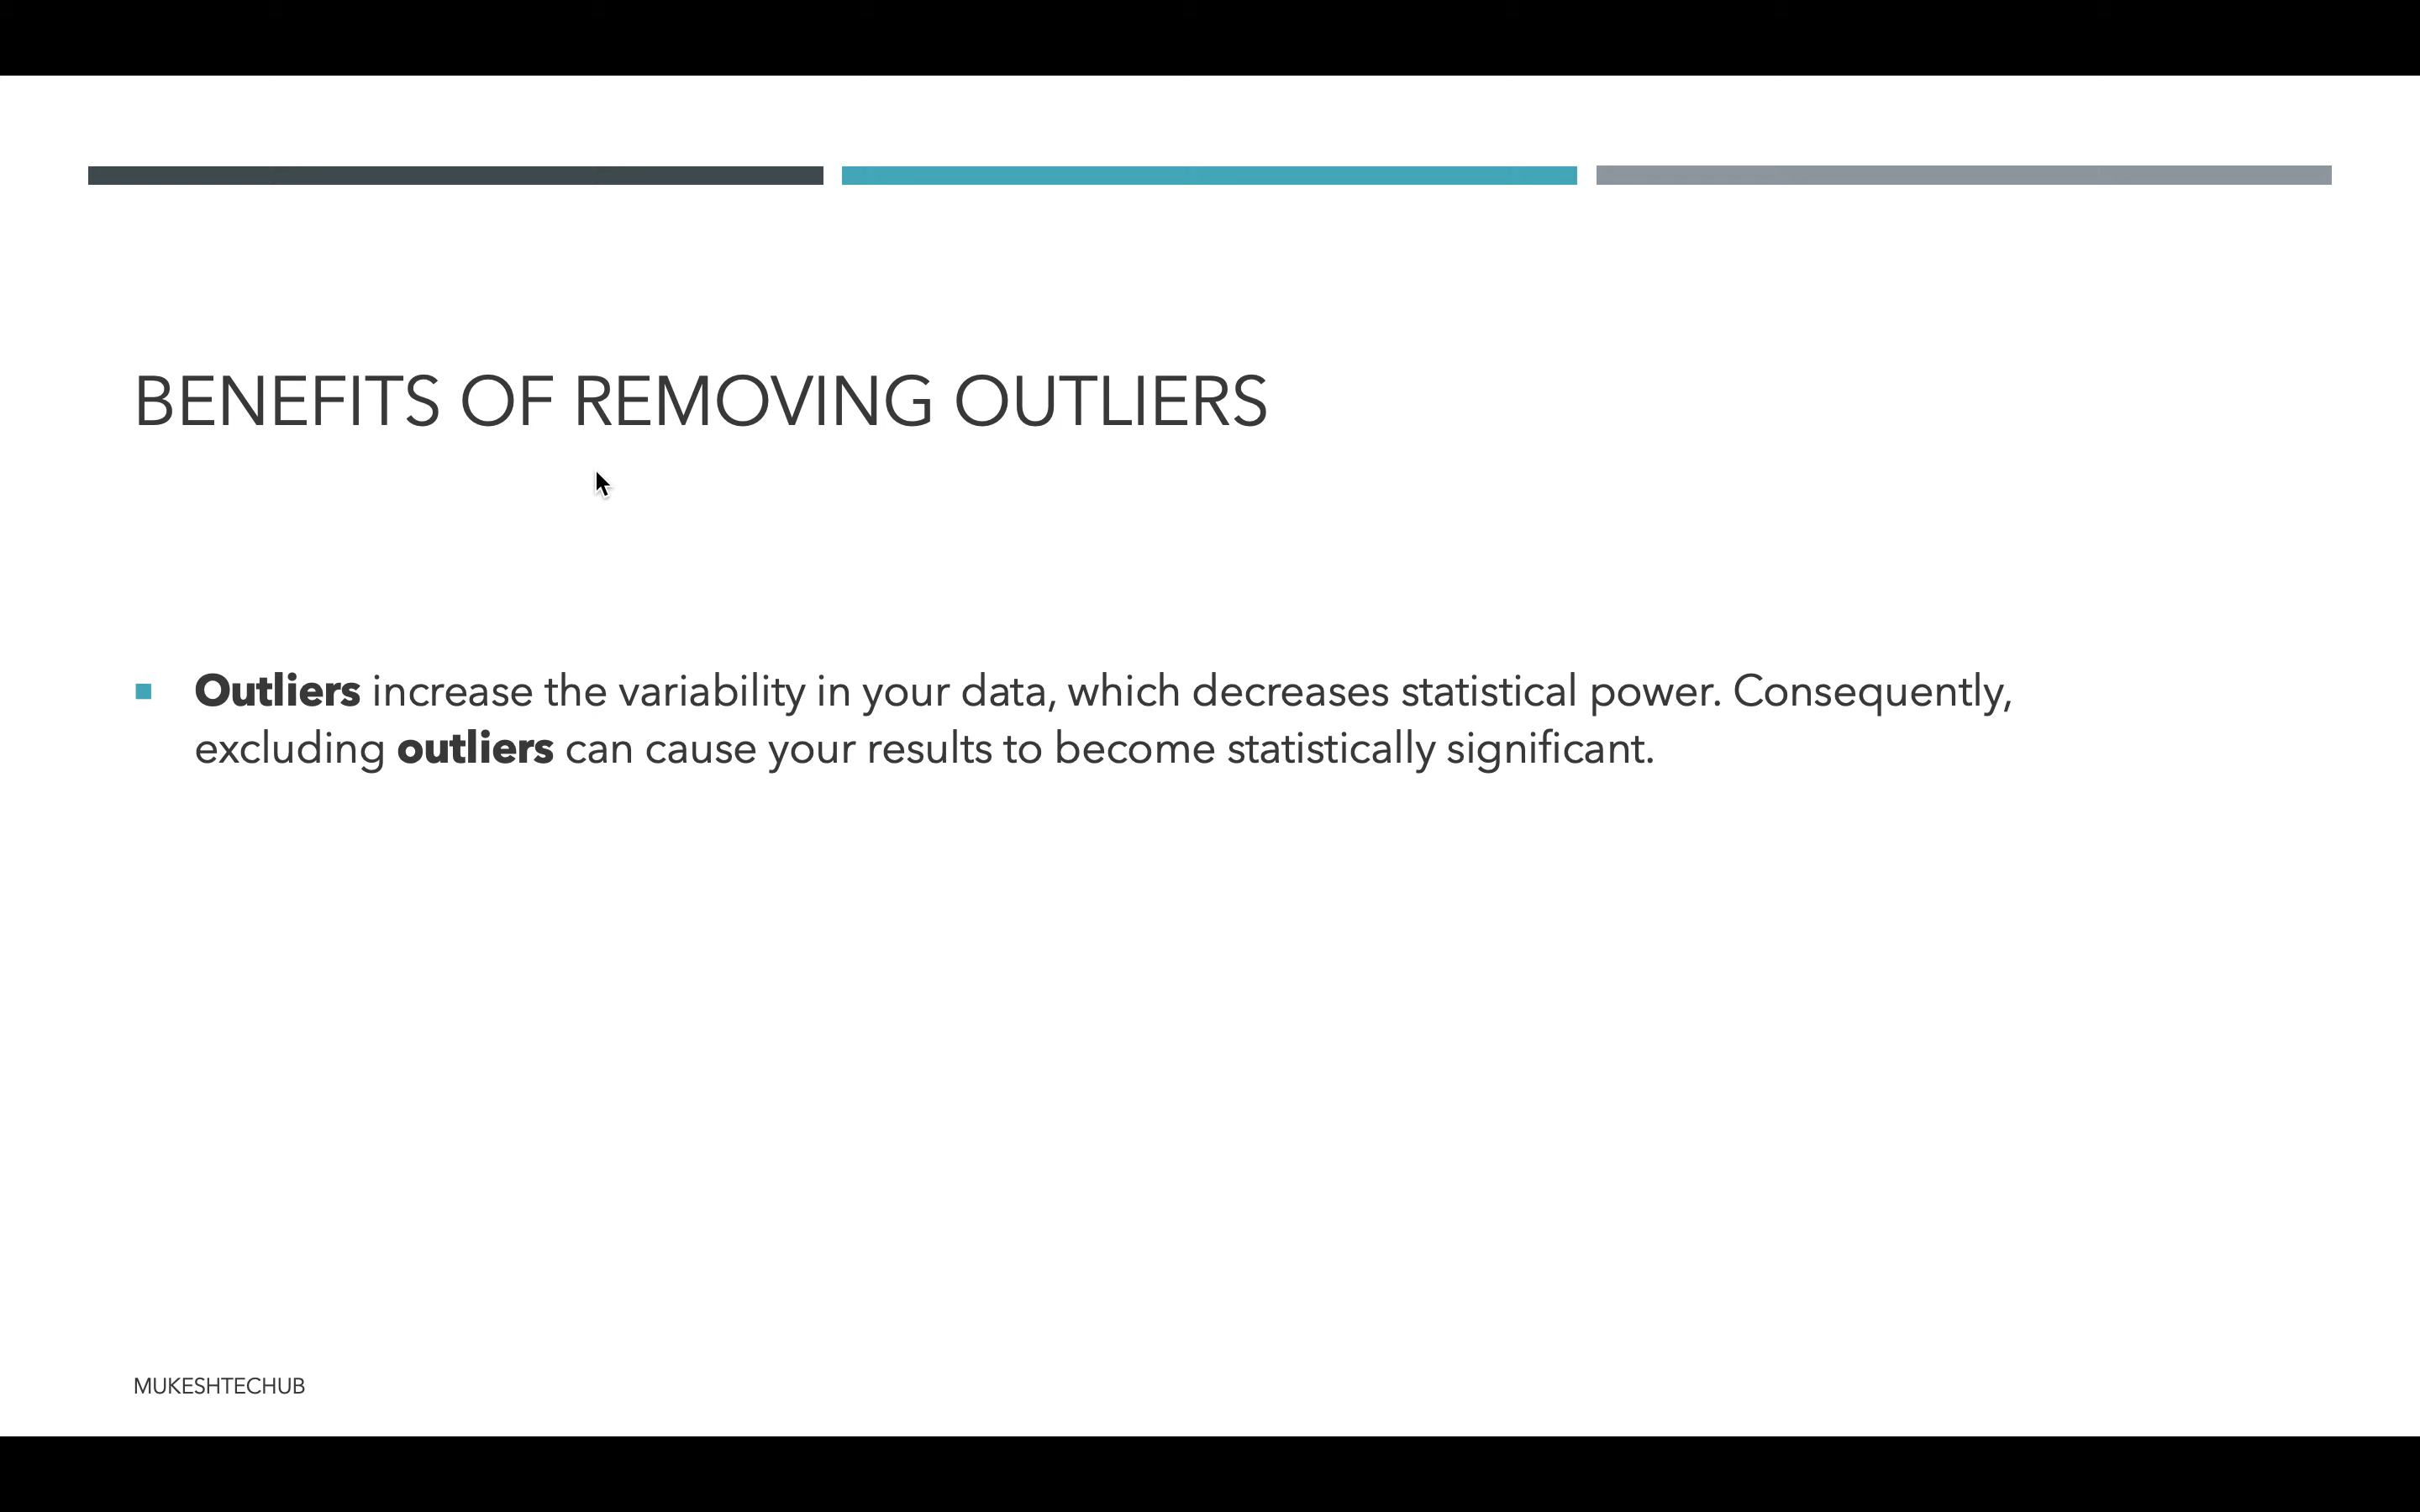 BENEFITS OF REMOVING OUTLIERS
Outliers increase the variability in your data, which decreases statistical power. Consequently,
excluding outliers can cause your results to become statistically significant.
MUKESHTECHUB